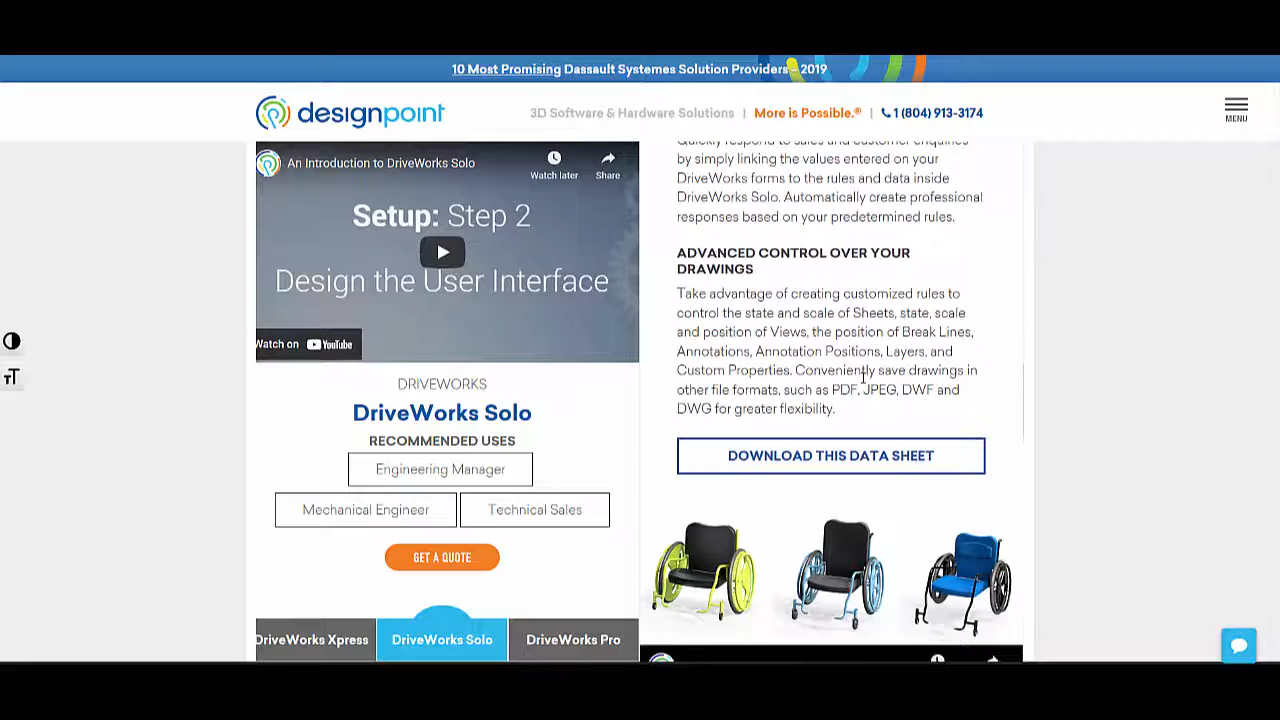 10 Most Promising Dassault Systemes Solution Providers - 2019
designpoint
3D Software & Hardware Solutions | More is Possible.® | 1 (804) 913-3174
MENU
An Introduction to DriveWorks Solo
Watch later
Share
Setup: Step 2
Design the User Interface
Watch on YouTube
DRIVEWORKS
DriveWorks Solo
RECOMMENDED USES
Engineering Manager
Mechanical Engineer
Technical Sales
GET A QUOTE
DriveWorks Xpress
DriveWorks Solo
DriveWorks Pro
Quickly respond to sales and customer enquiries
by simply linking the values entered on your
DriveWorks forms to the rules and data inside
DriveWorks Solo. Automatically create professional
responses based on your predetermined rules.
ADVANCED CONTROL OVER YOUR
DRAWINGS
Take advantage of creating customized rules to
control the state and scale of Sheets, state, scale
and position of Views, the position of Break Lines,
Annotations, Annotation Positions, Layers, and
Custom Properties. Conveniently save drawings in
other file formats, such as PDF, JPEG, DWF and
DWG for greater flexibility.
DOWNLOAD THIS DATA SHEET
TT